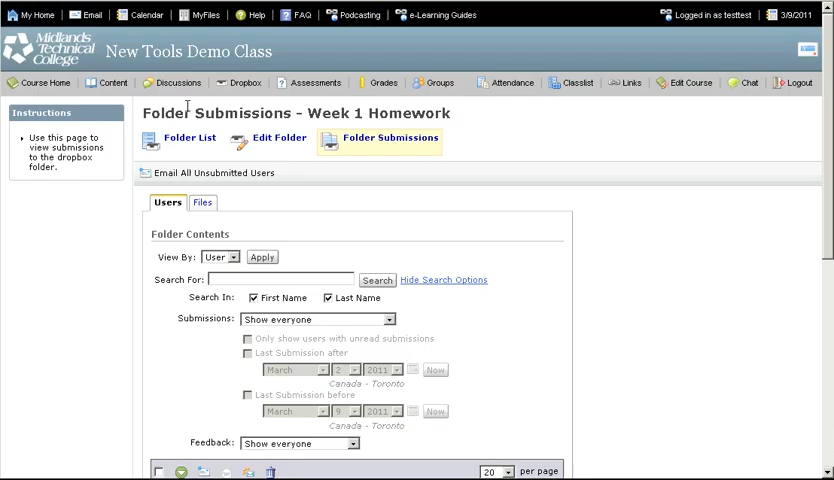 My Home Email Calendar MyFiles Help FAQ Podcasting e-Learning Guides Logged in as testtest 3/9/2011
Midlands
Technical
College
New Tools Demo Class
Course Home Content Discussions Dropbox Assessments Grades Groups Attendance Classlist Links Edit Course Chat Logout
Instructions
Use this page to
view submissions
to the dropbox
folder.
Folder Submissions - Week 1 Homework
Folder List Edit Folder Folder Submissions
Email All Unsubmitted Users
Users Files
Folder Contents
View By: User Apply
Search For: Search Hide Search Options
Search In: First Name Last Name
Submissions: Show everyone
Only show users with unread submissions
Last Submission after
March 2 2011 Now
Canada - Toronto
Last Submission before
March 9 2011 Now
Canada - Toronto
Feedback: Show everyone
20 per page